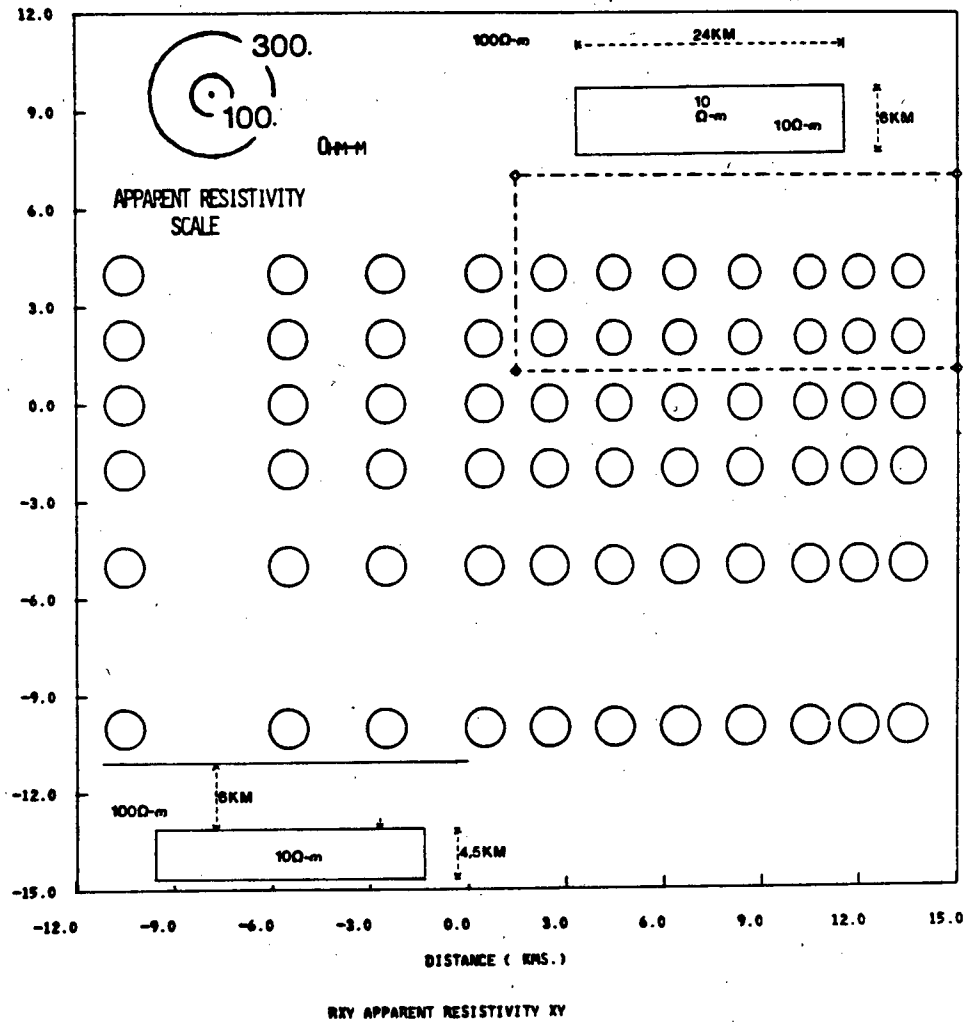 12.0
9.0
6.0
3.0
0.0
-3.0
-6.0
-9.0
-12.0
-15.0
300.
100.
OHM-M
APPAPENT RESISTIVITY
SCALE
100Ω-m
24KM
10
Ω-m
10Ω-m
6KM
100Ω-m
6KM
10Ω-m
4.5KM
-12.0 -9.0 -6.0 -3.0 0.0 3.0 6.0 9.0 12.0 15.0
DISTANCE ( KMS.)
RXY APPARENT RESISTIVITY XY